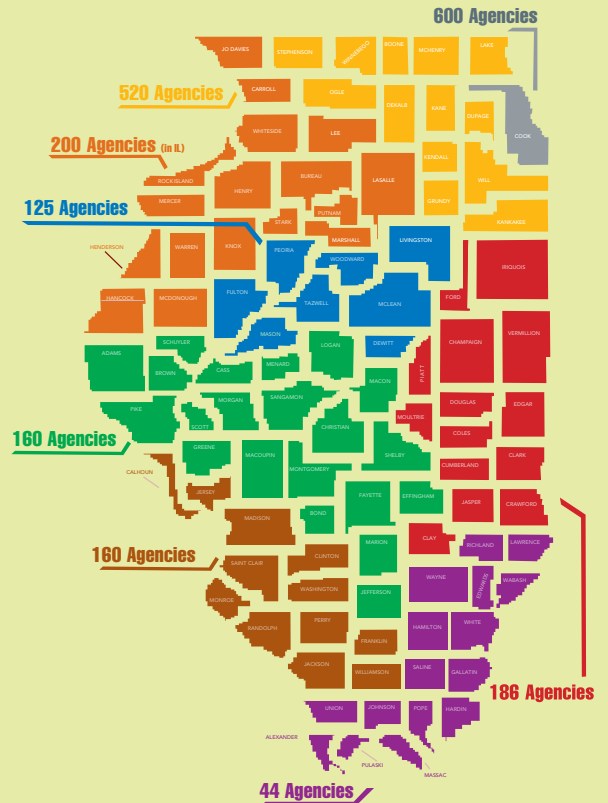 600 Agencies
JO DAVIES
STEPHENSON
WINNEBAGO
BOONE
MCHENRY
LAKE
520 Agencies
CARROLL
OGLE
DEKALB
KANE
DUPAGE
COOK
200 Agencies (in IL)
WHITESIDE
LEE
KENDALL
WILL
ROCK ISLAND
HENRY
BUREAU
LASALLE
GRUNDY
MERCER
PUTNAM
125 Agencies
STARK
MARSHALL
LIVINGSTON
KANKAKEE
HENDERSON
WARREN
KNOX
PEORIA
WOODWARD
IRIQUOIS
HANCOCK
MCDONOUGH
FULTON
TAZWELL
MCLEAN
FORD
MASON
DEWITT
CHAMPAIGN
VERMILLION
ADAMS
SCHUYLER
BROWN
CASS
MENARD
LOGAN
MACON
PIATT
PIKE
SCOTT
MORGAN
SANGAMON
CHRISTIAN
MOULTRIE
DOUGLAS
EDGAR
COLES
160 Agencies
GREENE
MACOUPIN
MONTGOMERY
SHELBY
CUMBERLAND
CLARK
CALHOUN
JERSEY
FAYETTE
EFFINGHAM
JASPER
CRAWFORD
MADISON
BOND
MARION
CLAY
RICHLAND
LAWRENCE
160 Agencies
SAINT CLAIR
CLINTON
WAYNE
EDWARDS
WABASH
MONROE
WASHINGTON
JEFFERSON
RANDOLPH
PERRY
FRANKLIN
HAMILTON
WHITE
JACKSON
WILLIAMSON
SALINE
GALLATIN
186 Agencies
UNION
JOHNSON
POPE
HARDIN
ALEXANDER
PULASKI
MASSAC
44 Agencies